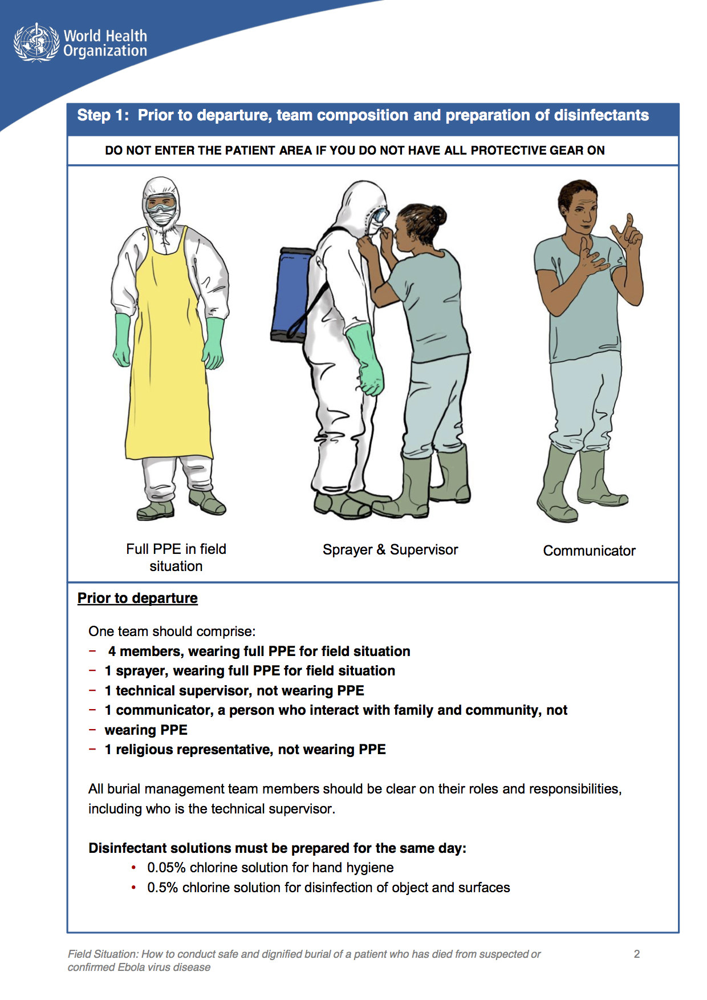 World Health
Organization
Step 1:  Prior to departure, team composition and preparation of disinfectants
DO NOT ENTER THE PATIENT AREA IF YOU DO NOT HAVE ALL PROTECTIVE GEAR ON
Full PPE in field
situation
Sprayer & Supervisor
Communicator
Prior to departure
One team should comprise:
− 4 members, wearing full PPE for field situation
− 1 sprayer, wearing full PPE for field situation
− 1 technical supervisor, not wearing PPE
− 1 communicator, a person who interact with family and community, not
− wearing PPE
− 1 religious representative, not wearing PPE
All burial management team members should be clear on their roles and responsibilities,
including who is the technical supervisor.
Disinfectant solutions must be prepared for the same day:
• 0.05% chlorine solution for hand hygiene
• 0.5% chlorine solution for disinfection of object and surfaces
Field Situation: How to conduct safe and dignified burial of a patient who has died from suspected or
confirmed Ebola virus disease
2